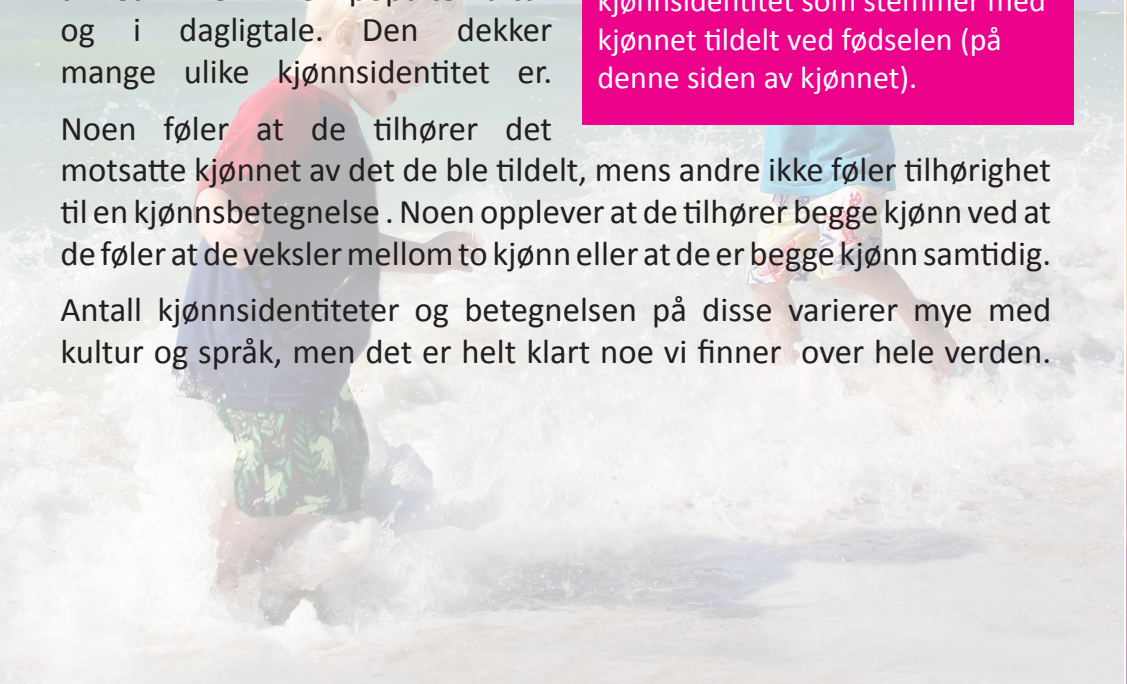 og i dagligtale. Den dekker
mange ulike kjønnsidentitet er.
Noen føler at de tilhører det
motsatte kjønnet av det de ble tildelt, mens andre ikke føler tilhørighet
til en kjønnsbetegnelse . Noen opplever at de tilhører begge kjønn ved at
de føler at de veksler mellom to kjønn eller at de er begge kjønn samtidig.
Antall kjønnsidentiteter og betegnelsen på disse varierer mye med
kultur og språk, men det er helt klart noe vi finner over hele verden.
kjønnsidentitet som stemmer med
kjønnet tildelt ved fødselen (på
denne siden av kjønnet).